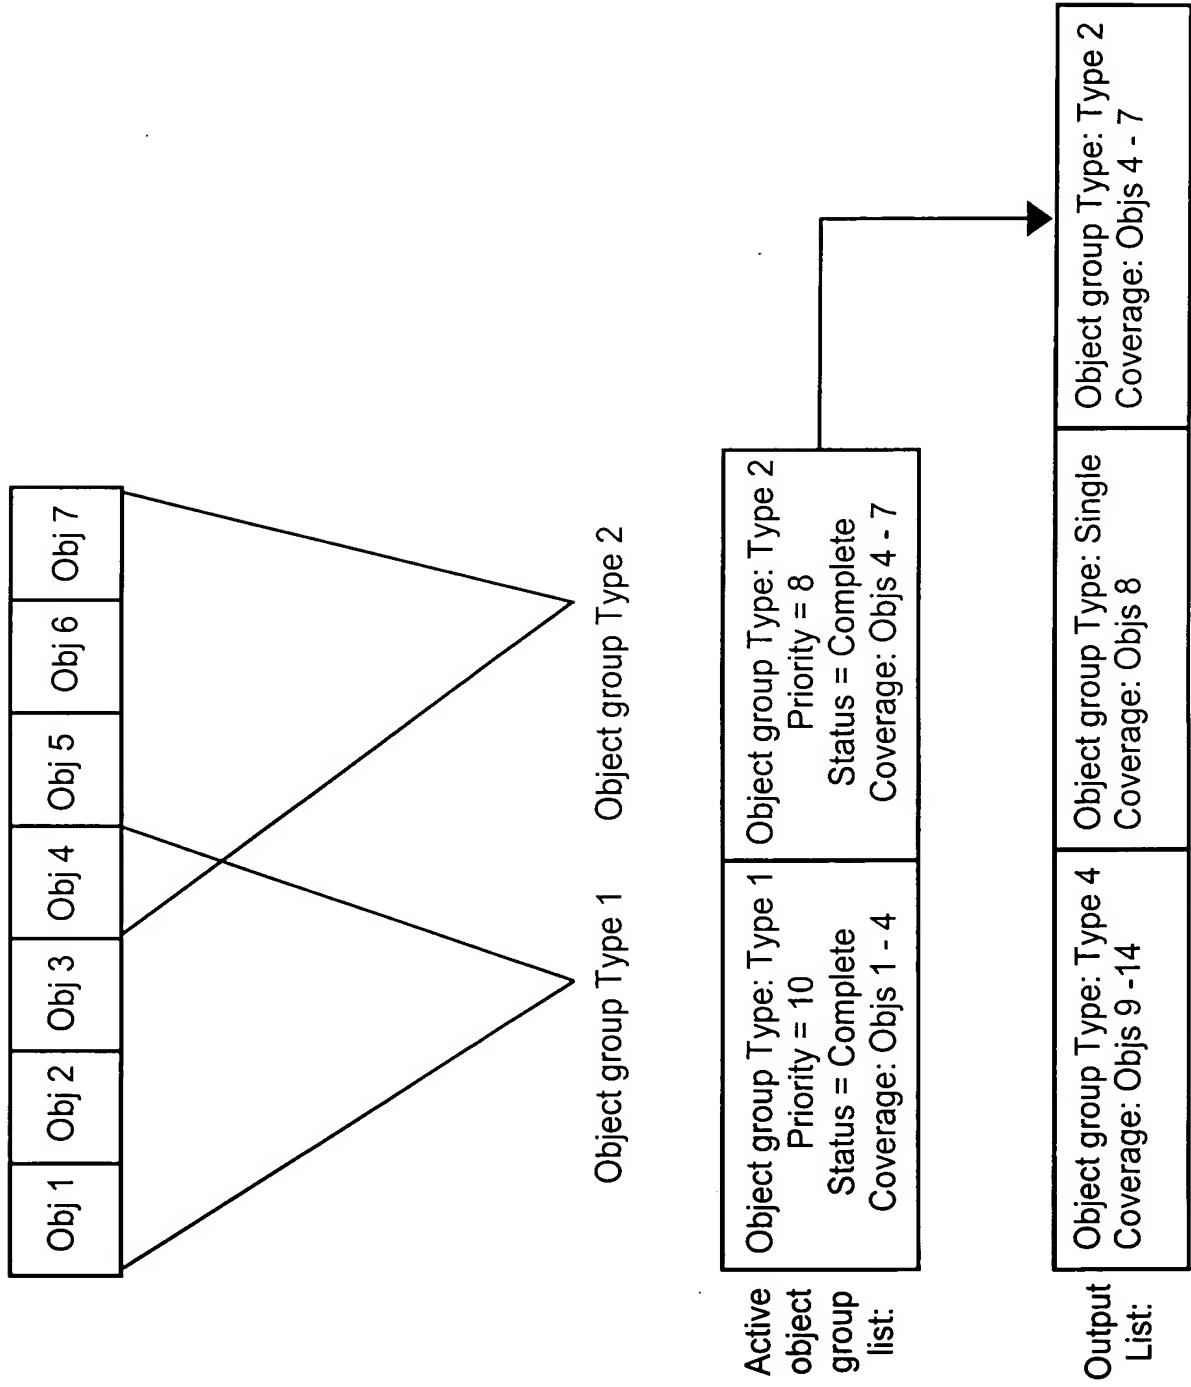 Obj 1
Obj 2
Obj 3
Obj 4
Obj 5
Obj 6
Obj 7
Object group Type 1
Object group Type 2
Active
object
group
list:
Object group Type: Type 1
Priority = 10
Status = Complete
Coverage: Objs 1 - 4
Object group Type: Type 2
Priority = 8
Status = Complete
Coverage: Objs 4 - 7
Output
List:
Object group Type: Type 4
Coverage: Objs 9 -14
Object group Type: Single
Coverage: Objs 8
Object group Type: Type 2
Coverage: Objs 4 - 7